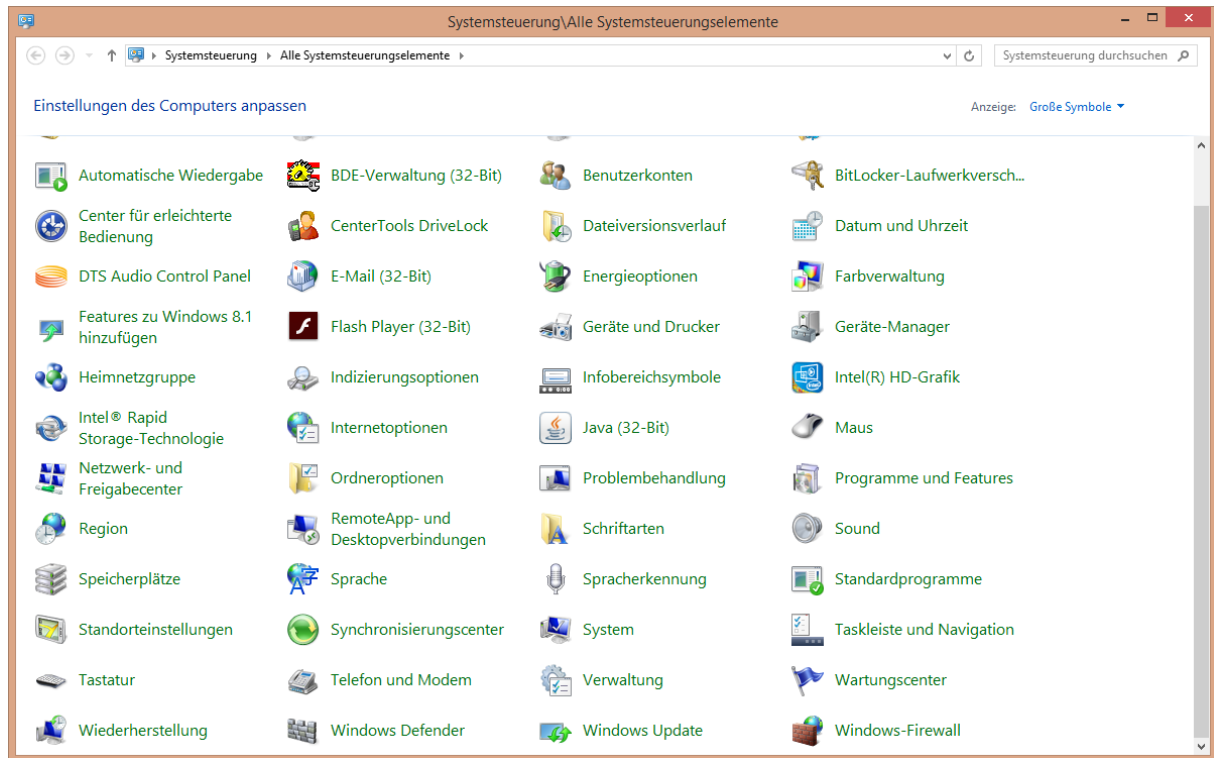 Systemsteuerung\Alle Systemsteuerungselemente
Systemsteuerung Alle Systemsteuerungselemente
Systemsteuerung durchsuchen
Einstellungen des Computers anpassen
Anzeige: Große Symbole
Automatische Wiedergabe
BDE-Verwaltung (32-Bit)
Benutzerkonten
BitLocker-Laufwerkversch...
Center für erleichterte
Bedienung
CenterTools DriveLock
Dateiversionsverlauf
Datum und Uhrzeit
DTS Audio Control Panel
E-Mail (32-Bit)
Energieoptionen
Farbverwaltung
Features zu Windows 8.1
hinzufügen
Flash Player (32-Bit)
Geräte und Drucker
Geräte-Manager
Heimnetzgruppe
Indizierungsoptionen
Infobereichsymbole
Intel(R) HD-Grafik
Intel® Rapid
Storage-Technologie
Internetoptionen
Java (32-Bit)
Maus
Netzwerk- und
Freigabecenter
Ordneroptionen
Problembehandlung
Programme und Features
Region
RemoteApp- und
Desktopverbindungen
Schriftarten
Sound
Speicherplätze
Sprache
Spracherkennung
Standardprogramme
Standorteinstellungen
Synchronisierungscenter
System
Taskleiste und Navigation
Tastatur
Telefon und Modem
Verwaltung
Wartungscenter
Wiederherstellung
Windows Defender
Windows Update
Windows-Firewall